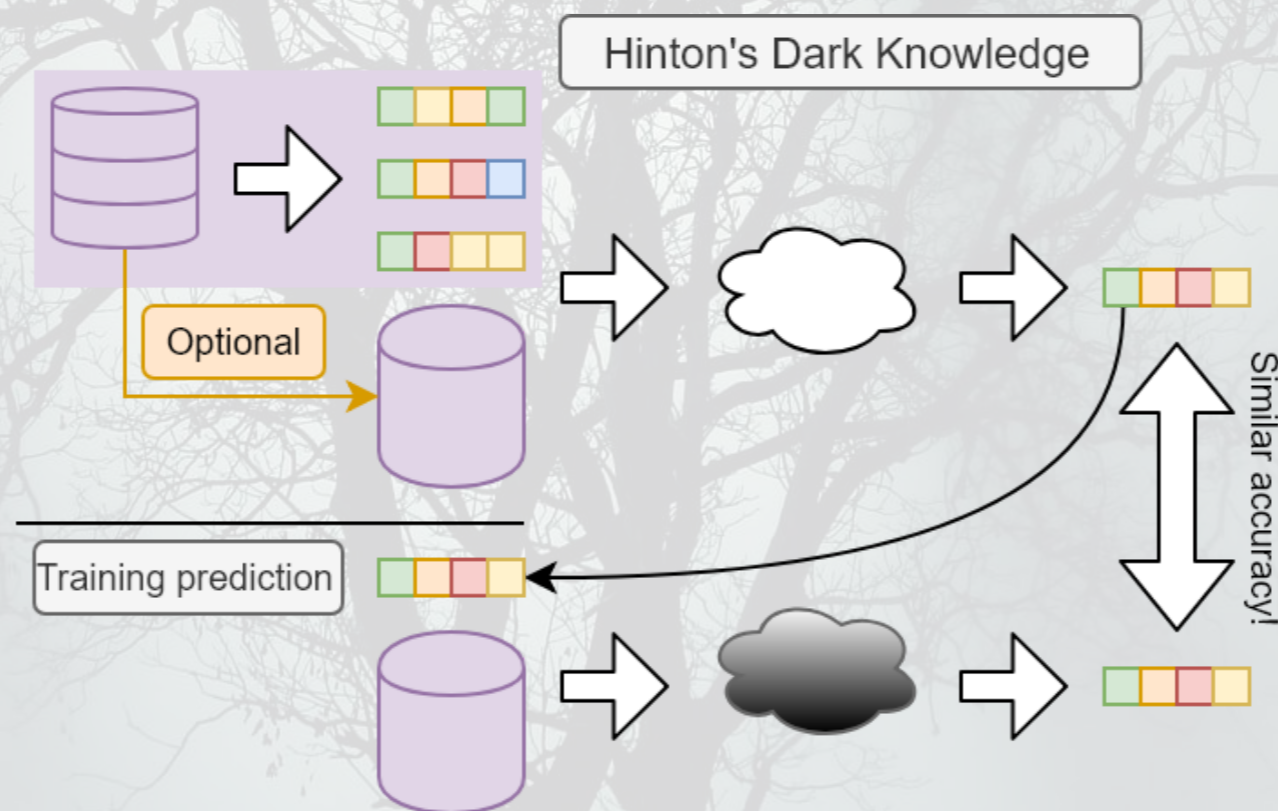 Hinton's Dark Knowledge
Optional
Similar accuracy!
Training prediction